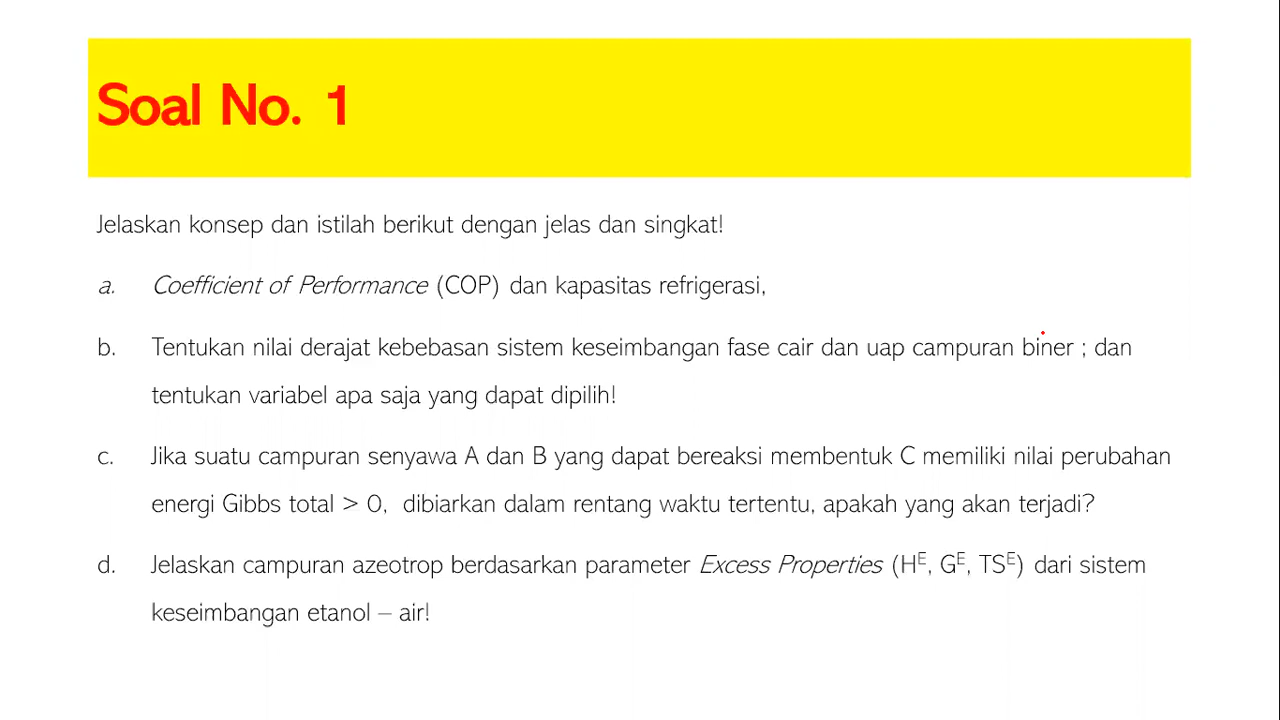 Soal No. 1
Jelaskan konsep dan istilah berikut dengan jelas dan singkat!
a. Coefficient of Performance (COP) dan kapasitas refrigerasi,
b. Tentukan nilai derajat kebebasan sistem keseimbangan fase cair dan uap campuran biner ; dan
tentukan variabel apa saja yang dapat dipilih!
c. Jika suatu campuran senyawa A dan B yang dapat bereaksi membentuk C memiliki nilai perubahan
energi Gibbs total > 0, dibiarkan dalam rentang waktu tertentu, apakah yang akan terjadi?
d. Jelaskan campuran azeotrop berdasarkan parameter Excess Properties (Hᴱ, Gᴱ, TSᴱ) dari sistem
keseimbangan etanol – air!